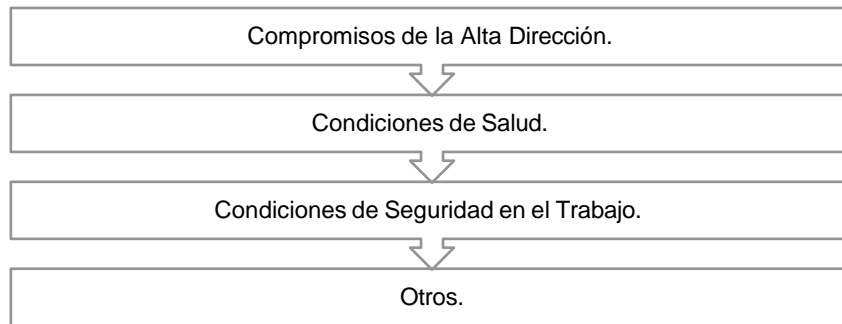 Compromisos de la Alta Dirección.
Condiciones de Salud.
Condiciones de Seguridad en el Trabajo.
Otros.